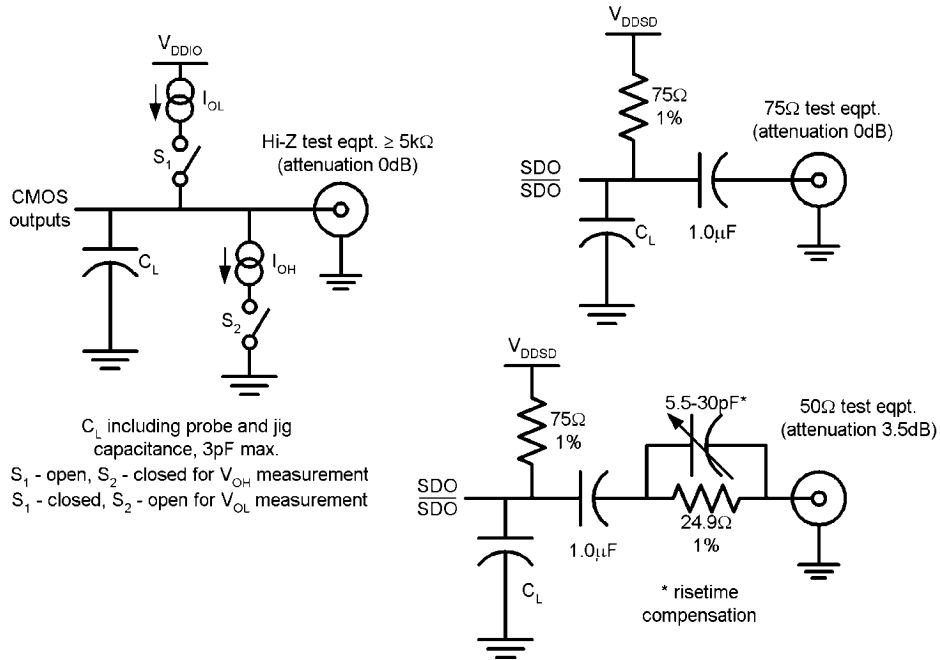 V_DDIO
I_OL
S_1
Hi-Z test eqpt. ≥ 5kΩ
(attenuation 0dB)
CMOS
outputs
C_L
I_OH
S_2
C_L including probe and jig
capacitance, 3pF max.
S_1 - open, S_2 - closed for V_OH measurement
S_1 - closed, S_2 - open for V_OL measurement
V_DDSD
75Ω
1%
75Ω test eqpt.
(attenuation 0dB)
SDO
S̅D̅O̅
C_L
1.0µF
V_DDSD
75Ω
1%
5.5-30pF*
50Ω test eqpt.
(attenuation 3.5dB)
SDO
S̅D̅O̅
1.0µF
24.9Ω
1%
C_L
* risetime
compensation